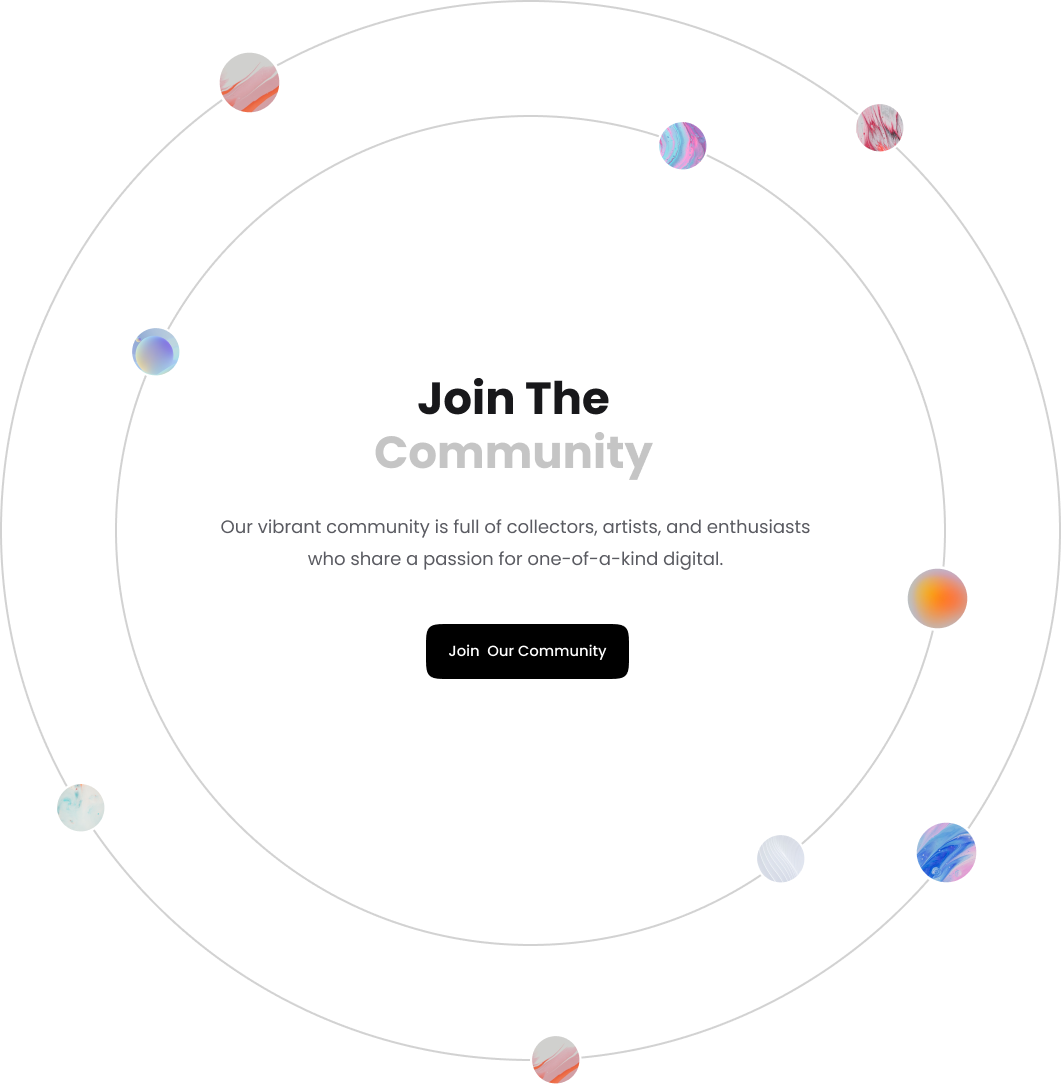 Join The
Community
Our vibrant community is full of collectors, artists, and enthusiasts
who share a passion for one-of-a-kind digital.
Join  Our Community